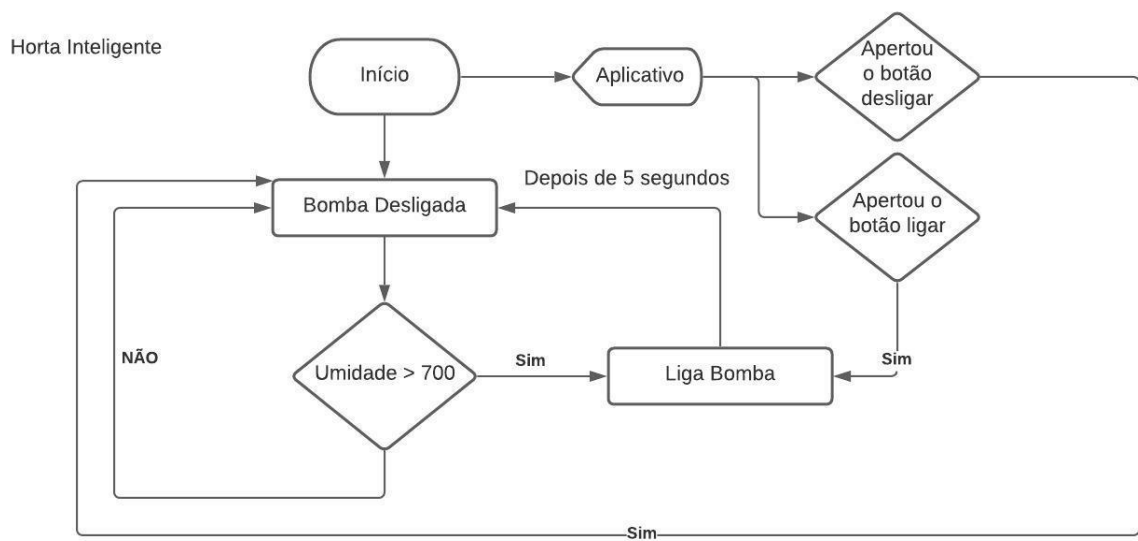 Horta Inteligente
Início
Aplicativo
Apertou
o botão
desligar
Depois de 5 segundos
Bomba Desligada
Apertou o
botão ligar
NÃO
Umidade > 700
Sim
Liga Bomba
Sim
Sim